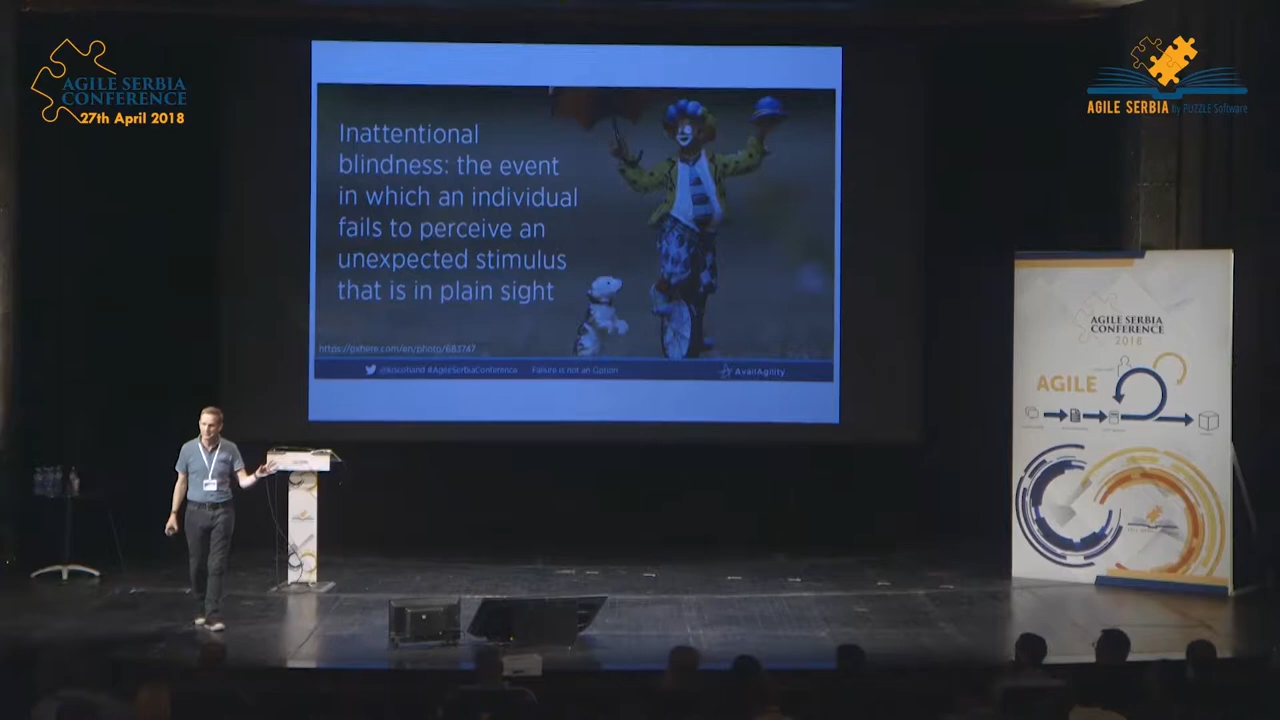 AGILE SERBIA
CONFERENCE
27th April 2018
AGILE SERBIA by PUZZLE Software
Inattentional
blindness: the event
in which an individual
fails to perceive an
unexpected stimulus
that is in plain sight
https://pxhere.com/en/photo/683747
@kjscotland #AgileSerbiaConference Failure is not an Option AvailAgility
AGILE SERBIA
CONFERENCE
2018
AGILE